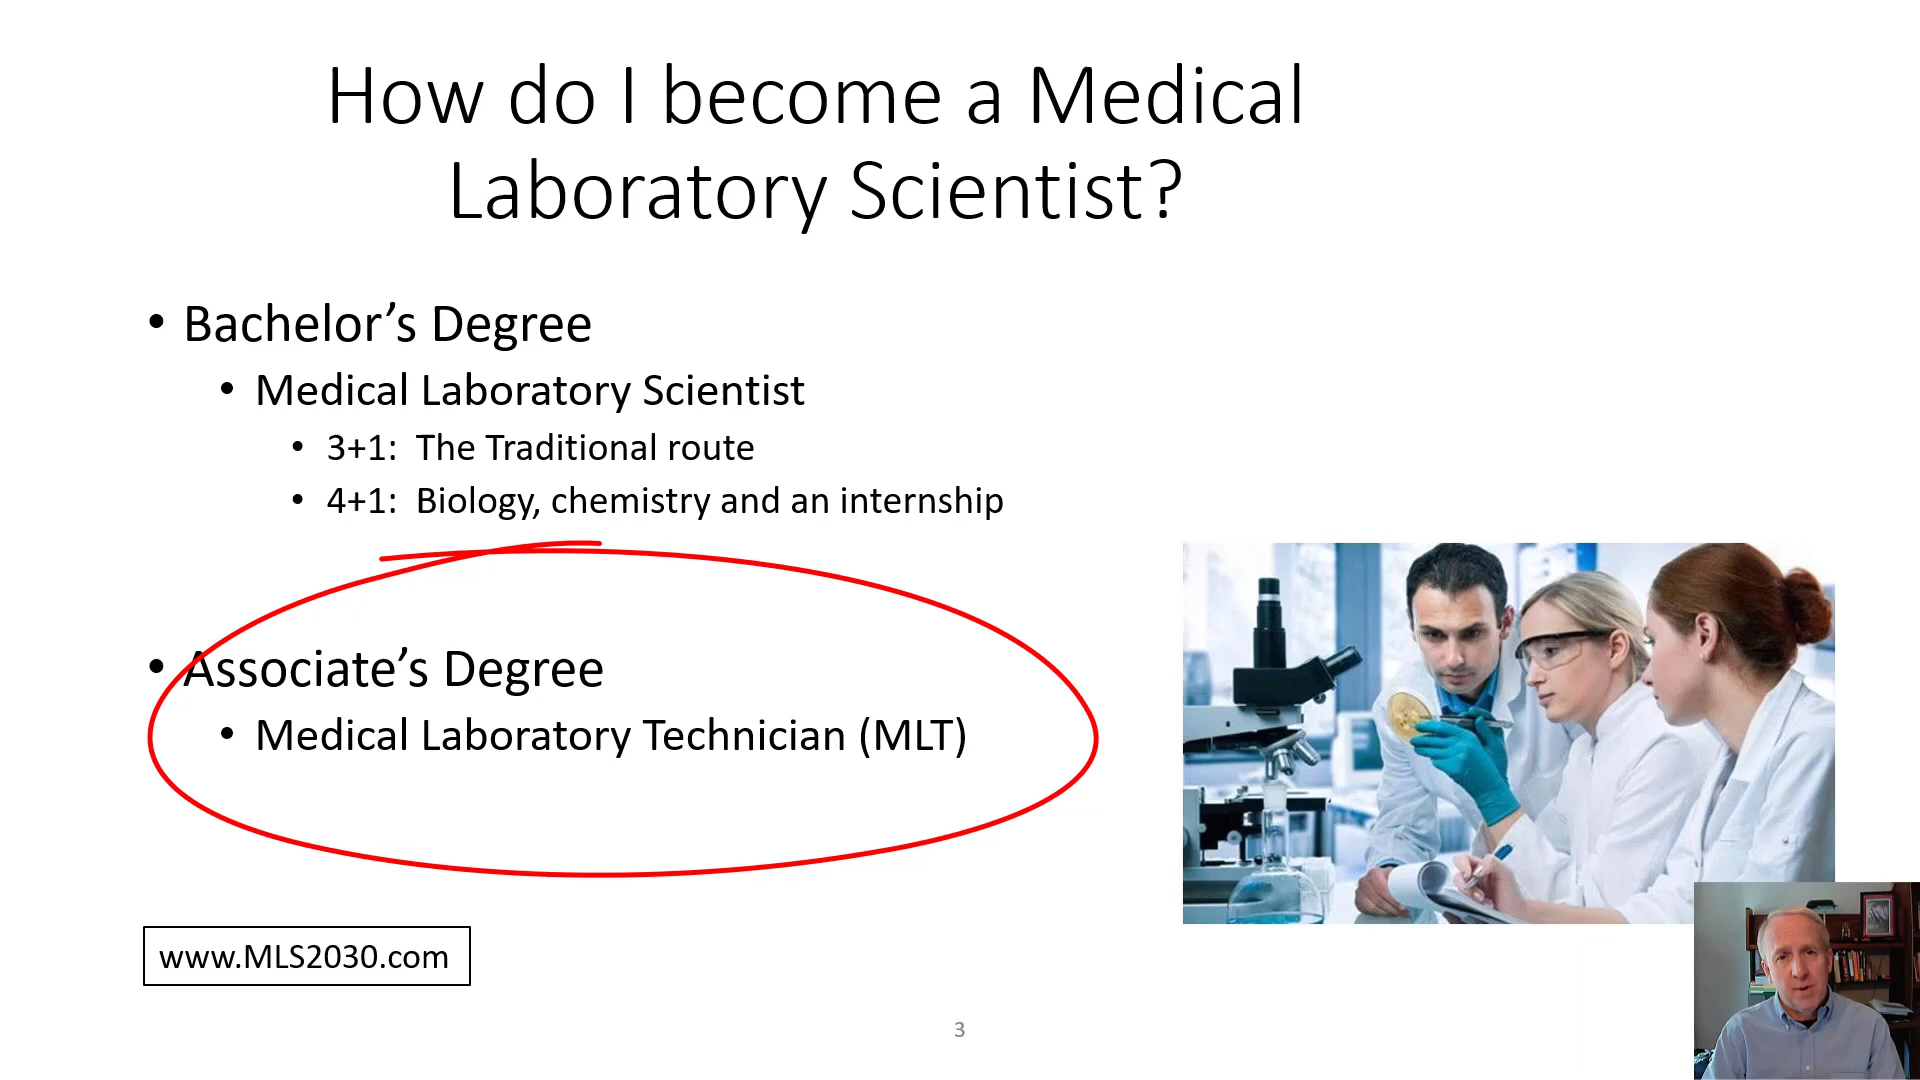 How do I become a Medical
Laboratory Scientist?
• Bachelor’s Degree
• Medical Laboratory Scientist
• 3+1: The Traditional route
• 4+1: Biology, chemistry and an internship
• Associate’s Degree
• Medical Laboratory Technician (MLT)
www.MLS2030.com
3